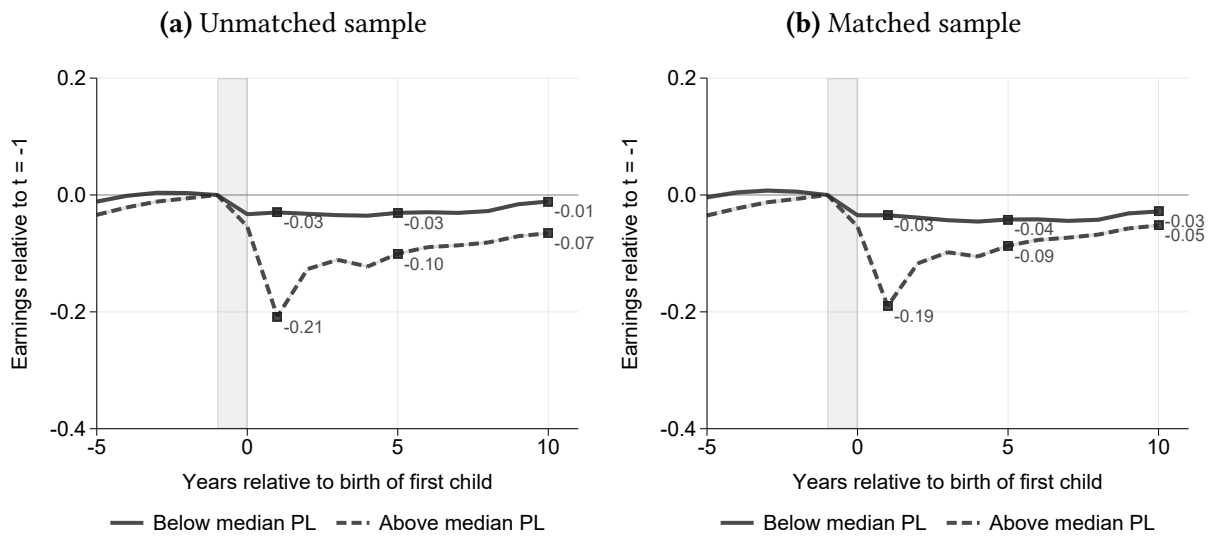 (a) Unmatched sample
0.2
0.0
-0.2
-0.4
-5
0
5
10
-0.03
-0.03
-0.01
-0.21
-0.10
-0.07
Earnings relative to t = -1
Years relative to birth of first child
Below median PL
Above median PL
(b) Matched sample
0.2
0.0
-0.2
-0.4
-5
0
5
10
-0.03
-0.04
-0.03
-0.19
-0.09
-0.05
Earnings relative to t = -1
Years relative to birth of first child
Below median PL
Above median PL